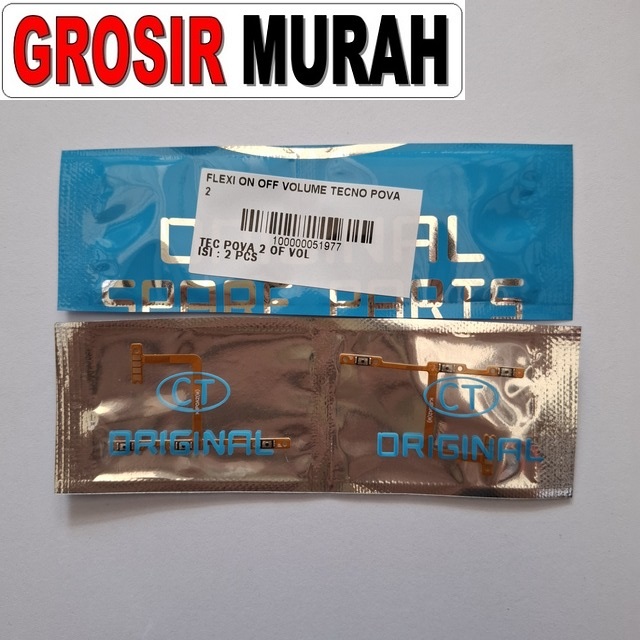 GROSIR MURAH
FLEXI ON OFF VOLUME TECNO POVA
2
100000051977
TEC POVA 2 OF VOL
ISI : 2 PCS
ORIGINAL
SPARE PARTS
CT
ORIGINAL
CT
ORIGINAL